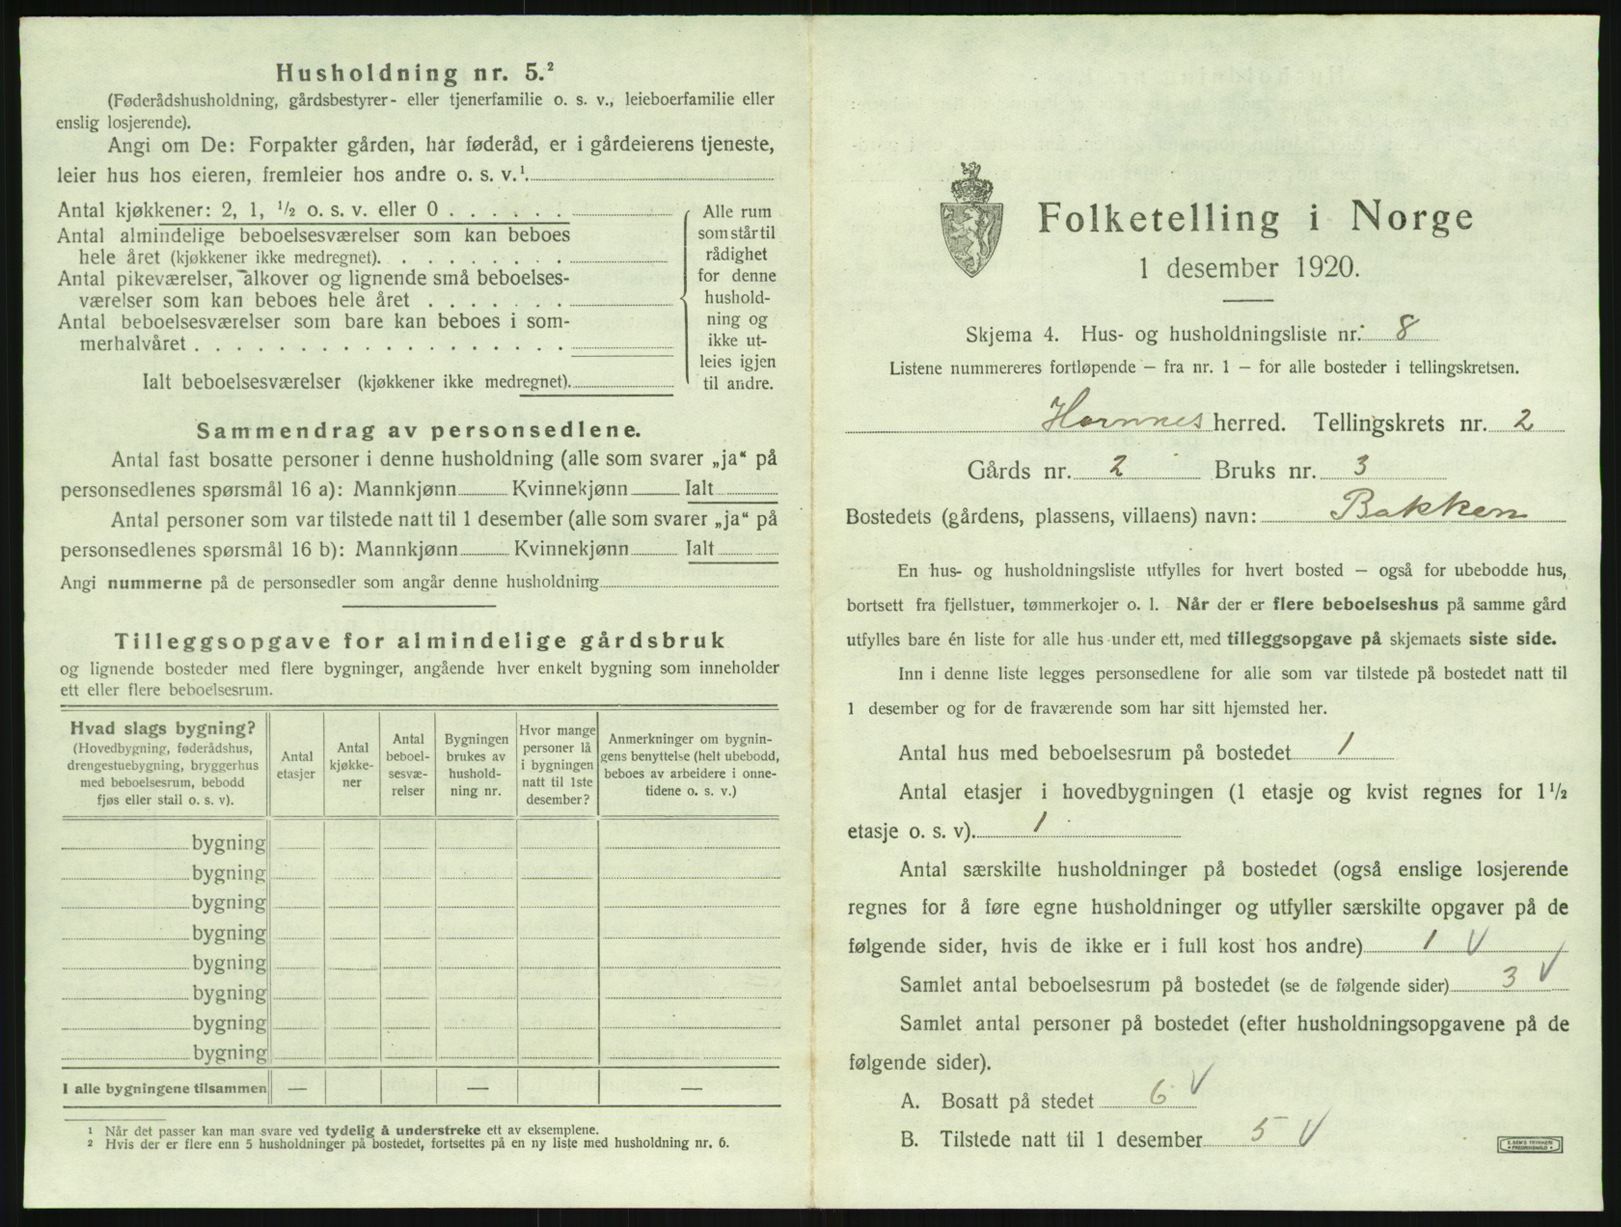 Husholdning nr. 5.²
(Føderådshusholdning, gårdsbestyrer- eller tjenerfamilie o. s. v., leieboerfamilie eller
enslig losjerende).
Angi om De: Forpakter gården, har føderåd, er i gårdeierens tjeneste,
leier hus hos eieren, fremleier hos andre o. s. v.¹.
Antal kjøkkener: 2, 1, ¹/₂ o. s. v. eller 0 . . . . . .
Antal almindelige beboelsesværelser som kan beboes
hele året (kjøkkener ikke medregnet). . . . . . . . .
Antal pikeværelser, alkover og lignende små beboelses-
værelser som kan beboes hele året . . . . . . .
Antal beboelsesværelser som bare kan beboes i som-
merhalvåret . . . . . . . . . . . . . . . . . .
Ialt beboelsesværelser (kjøkkener ikke medregnet).
Alle rum
som står til
rådighet
for denne
hushold-
ning og
ikke ut-
leies igjen
til andre.
Sammendrag av personsedlene.
Antal fast bosatte personer i denne husholdning (alle som svarer „ja“ på
personsedlenes spørsmål 16 a): Mannkjønn Kvinnekjønn Ialt
Antal personer som var tilstede natt til 1 desember (alle som svarer „ja“ på
personsedlenes spørsmål 16 b): Mannkjønn Kvinnekjønn Ialt
Angi nummerne på de personsedler som angår denne husholdning
Tilleggsopgave for almindelige gårdsbruk
og lignende bosteder med flere bygninger, angående hver enkelt bygning som inneholder
ett eller flere beboelsesrum.
Hvad slags bygning?
(Hovedbygning, føderådshus,
drengestuebygning, bryggerhus
med beboelsesrum, bebodd
fjøs eller stall o. s. v).
Antal
etasjer
Antal
kjøkke-
ner
Antal
beboel-
sesvæ-
relser
Bygningen
brukes av
hushold-
ning nr.
Hvor mange
personer lå
i bygningen
natt til 1ste
desember?
Anmerkninger om bygnin-
gens benyttelse (helt ubebodd,
beboes av arbeidere i onne-
tidene o. s. v.)
bygning
bygning
bygning
bygning
bygning
bygning
bygning
bygning
I alle bygningene tilsammen — — —
¹ Når det passer kan man svare ved tydelig å understreke ett av eksemplene.
² Hvis der er flere enn 5 husholdninger på bostedet, fortsettes på en ny liste med husholdning nr. 6.
Folketelling i Norge
1 desember 1920.
Skjema 4. Hus- og husholdningsliste nr. 8
Listene nummereres fortløpende — fra nr. 1 — for alle bosteder i tellingskretsen.
Hornnes herred. Tellingskrets nr. 2
Gårds nr. 2 Bruks nr. 3
Bostedets (gårdens, plassens, villaens) navn: Bakken
En hus- og husholdningsliste utfylles for hvert bosted — også for ubebodde hus,
bortsett fra fjellstuer, tømmerkojer o. l. Når der er flere beboelseshus på samme gård
utfylles bare én liste for alle hus under ett, med tilleggsopgave på skjemaets siste side.
Inn i denne liste legges personsedlene for alle som var tilstede på bostedet natt til
1 desember og for de fraværende som har sitt hjemsted her.
Antal hus med beboelsesrum på bostedet 1
Antal etasjer i hovedbygningen (1 etasje og kvist regnes for 1¹/₂
etasje o. s. v). 1
Antal særskilte husholdninger på bostedet (også enslige losjerende
regnes for å føre egne husholdninger og utfyller særskilte opgaver på de
følgende sider, hvis de ikke er i full kost hos andre) 1 V
Samlet antal beboelsesrum på bostedet (se de følgende sider) 3 V
Samlet antal personer på bostedet (efter husholdningsopgavene på de
følgende sider).
A. Bosatt på stedet 6 V
B. Tilstede natt til 1 desember 5 V